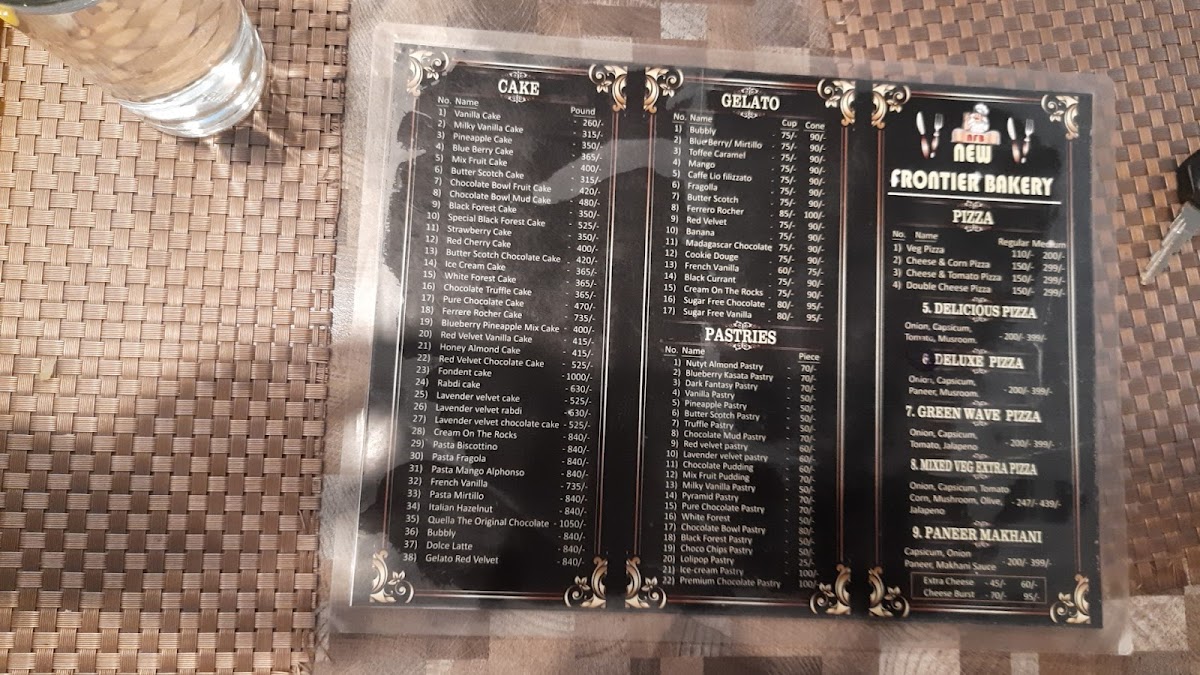 CAKE
No. Name Pound
1) Vanilla Cake - 260/-
2) Milky Vanilla Cake - 315/-
3) Pineapple Cake - 350/-
4) Blue Berry Cake - 365/-
5) Mix Fruit Cake - 400/-
6) Butter Scotch Cake - 315/-
7) Chocolate Bowl Fruit Cake - 420/-
8) Chocolate Bowl Mud Cake - 480/-
9) Black Forest Cake - 350/-
10) Special Black Forest Cake - 525/-
11) Strawberry Cake - 350/-
12) Red Cherry Cake - 400/-
13) Butter Scotch Chocolate Cake - 420/-
14) Ice Cream Cake - 365/-
15) White Forest Cake - 365/-
16) Chocolate Truffle Cake - 365/-
17) Pure Chocolate Cake - 470/-
18) Ferrere Rocher Cake - 735/-
19) Blueberry Pineapple Mix Cake - 400/-
20) Red Velvet Vanilla Cake - 415/-
21) Honey Almond Cake - 415/-
22) Red Velvet Chocolate Cake - 525/-
23) Fondent cake - 1000/-
24) Rabdi cake - 630/-
25) Lavender velvet cake - 525/-
26) Lavender velvet rabdi - 630/-
27) Lavender velvet chocolate cake - 525/-
28) Cream On The Rocks - 840/-
29) Pasta Biscottino - 840/-
30) Pasta Fragola - 840/-
31) Pasta Mango Alphonso - 840/-
32) French Vanilla - 735/-
33) Pasta Mirtillo - 840/-
34) Italian Hazelnut - 840/-
35) Quella The Original Chocolate - 1050/-
36) Bubbly - 840/-
37) Dolce Latte - 840/-
38) Gelato Red Velvet - 840/-
GELATO
No. Name Cup Cone
1) Bubbly 75/- 90/-
2) BluerBerry/ Mirtillo - 75/- 90/-
3) Toffee Caramel - 75/- 90/-
4) Mango - 75/- 90/-
5) Caffe Lio filizzato - 75/- 90/-
6) Fragolla - 75/- 90/-
7) Butter Scotch - 75/- 90/-
8) Ferrero Rocher - 85/- 100/-
9) Red Velvet - 75/- 90/-
10) Banana - 75/- 90/-
11) Madagascar Chocolate 75/- 90/-
12) Cookie Douge - 75/- 90/-
13) French Vanilla - 60/- 75/-
14) Black Currant - 75/- 90/-
15) Cream On The Rocks - 75/- 90/-
16) Sugar Free Chocolate - 80/- 95/-
17) Sugar Free Vanilla - 80/- 95/-
PASTRIES
No. Name Piece
1) Nutyt Almond Pastry - 70/-
2) Blueberry Kasata Pastry - 70/-
3) Dark Fantasy Pastry - 70/-
4) Vanilla Pastry - 50/-
5) Pineapple Pastry - 50/-
6) Butter Scotch Pastry - 50/-
7) Truffle Pastry - 50/-
8) Chocolate Mud Pastry - 70/-
9) Red velvet pastry - 60/-
10) Lavender velvet pastry - 60/-
11) Chocolate Pudding - 60/-
12) Mix Fruit Pudding - 70/-
13) Milky Vanilla Pastry - 50/-
14) Pyramid Pastry - 70/-
15) Pure Chocolate Pastry - 70/-
16) White Forest - 50/-
17) Chocolate Bowl Pastry - 80/-
18) Black Forest Pastry - 50/-
19) Choco Chips Pastry - 50/-
20) Lolipop Pastry - 25/-
21) Ice-cream Pastry - 100/-
22) Premium Chocolate Pastry - 100/-
NEW
FRONTIER BAKERY
PIZZA
No. Name Regular Medium
1) Veg Pizza 110/- 200/-
2) Cheese & Corn Pizza 150/- 299/-
3) Cheese & Tomato Pizza 150/- 299/-
4) Double Cheese Pizza 150/- 299/-
5. DELICIOUS PIZZA
Onion, Capsicum,
Tomato, Musroom. - 200/- 399/-
6 DELUXE PIZZA
Onion, Capsicum,
Paneer, Musroom. - 200/- 399/-
7. GREEN WAVE PIZZA
Onion, Capsicum,
Tomato, Jalapeno - 200/- 399/-
8. MIXED VEG EXTRA PIZZA
Onion, Capsicum, Tomato
Corn, Mushroom, Olive - 247/- 439/-
Jalapeno
9. PANEER MAKHANI
Capsicum, Onion
Paneer, Makhani Sauce - 200/- 399/-
Extra Cheese - 45/- 60/-
Cheese Burst - 70/- 95/-